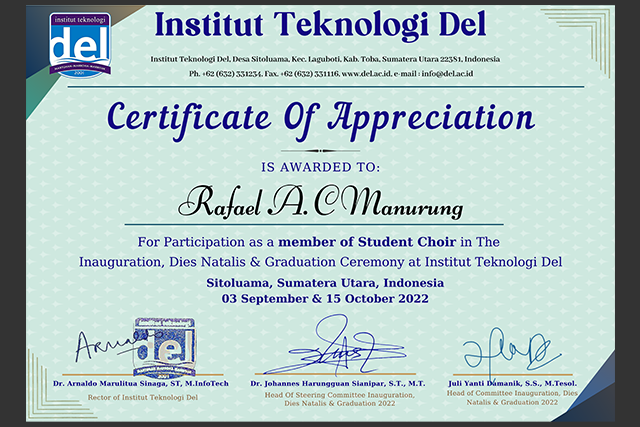 institut teknologi
del
2001
Institut Teknologi Del
Institut Teknologi Del, Desa Sitoluama, Kec. Laguboti, Kab. Toba, Sumatera Utara 22381, Indonesia
Ph. +62 (632) 331234, Fax. +62 (632) 331116, www.del.ac.id, e-mail : info@del.ac.id
Certificate Of Appreciation
IS AWARDED TO:
Rafael A. C Manurung
For Participation as a member of Student Choir in The
Inauguration, Dies Natalis & Graduation Ceremony at Institut Teknologi Del
Sitoluama, Sumatera Utara, Indonesia
03 September & 15 October 2022
Arnaldo
del
Dr. Arnaldo Marulitua Sinaga, ST, M.InfoTech
Rector of Institut Teknologi Del
Dr. Johannes Harungguan Sianipar, S.T., M.T.
Head Of Steering Committee Inauguration,
Dies Natalis & Graduation 2022
Juli Yanti Damanik, S.S., M.Tesol.
Head of Committee Inauguration, Dies
Natalis & Graduation 2022